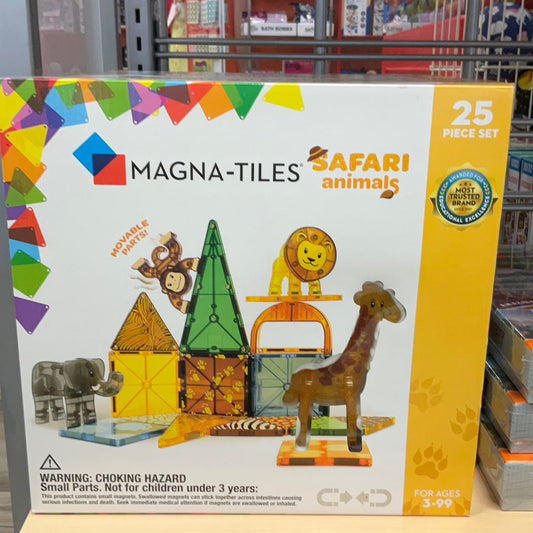 BATH BOMBS
25
PIECE SET
MAGNA-TILES®
SAFARI
animals
AWARDED FOR
MOST
TRUSTED
BRAND
EDUCATIONAL EXCELLENCE
MOVABLE
PARTS!
WARNING: CHOKING HAZARD
Small Parts. Not for children under 3 years:
This product contains small magnets. Swallowed magnets can stick together across intestines causing
serious infections and death. Seek immediate medical attention if magnets are swallowed or inhaled.
FOR AGES
3-99